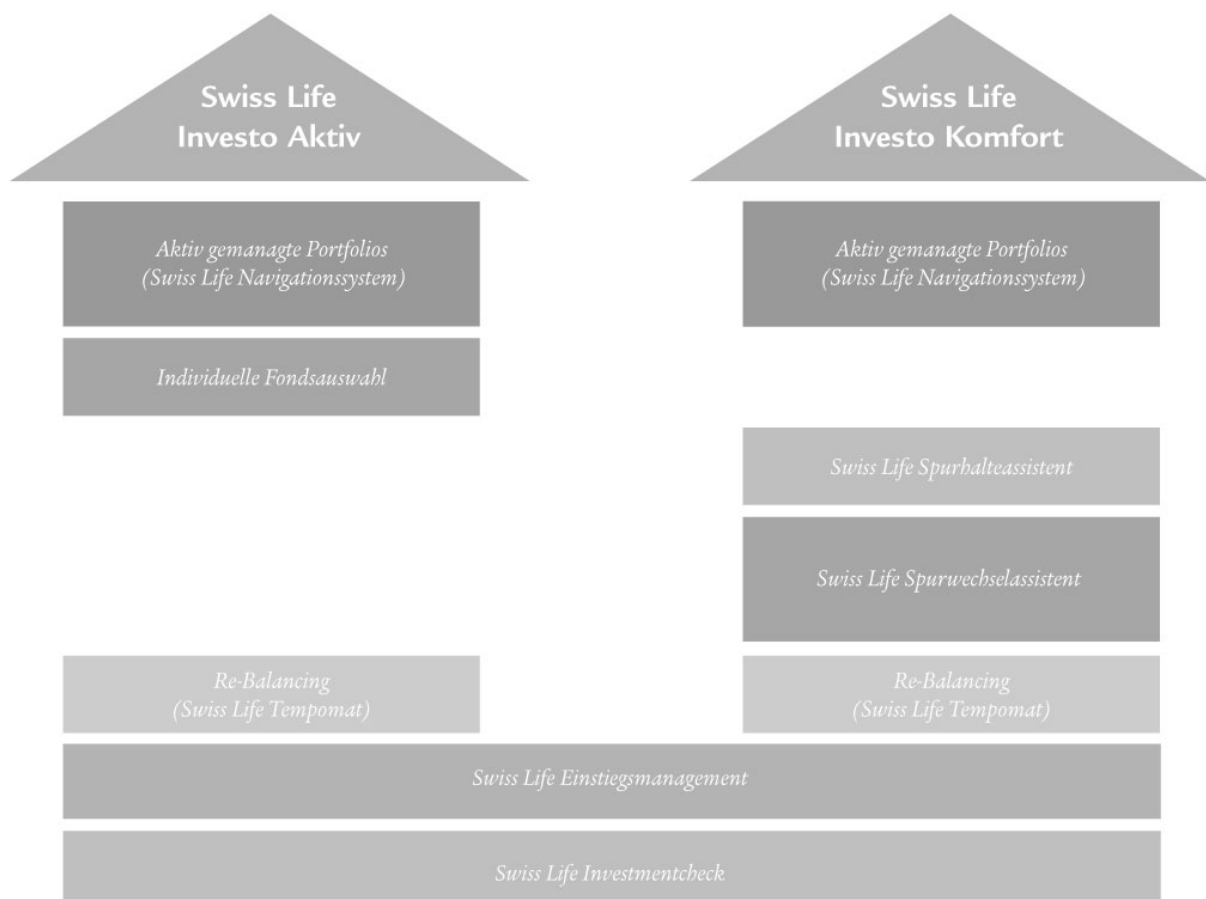 Swiss Life
Investo Aktiv
Swiss Life
Investo Komfort
Aktiv gemanagte Portfolios
(Swiss Life Navigationssystem)
Aktiv gemanagte Portfolios
(Swiss Life Navigationssystem)
Individuelle Fondsauswahl
Swiss Life Spurhalteassistent
Swiss Life Spurwechselassistent
Re-Balancing
(Swiss Life Tempomat)
Re-Balancing
(Swiss Life Tempomat)
Swiss Life Einstiegsmanagement
Swiss Life Investmentcheck